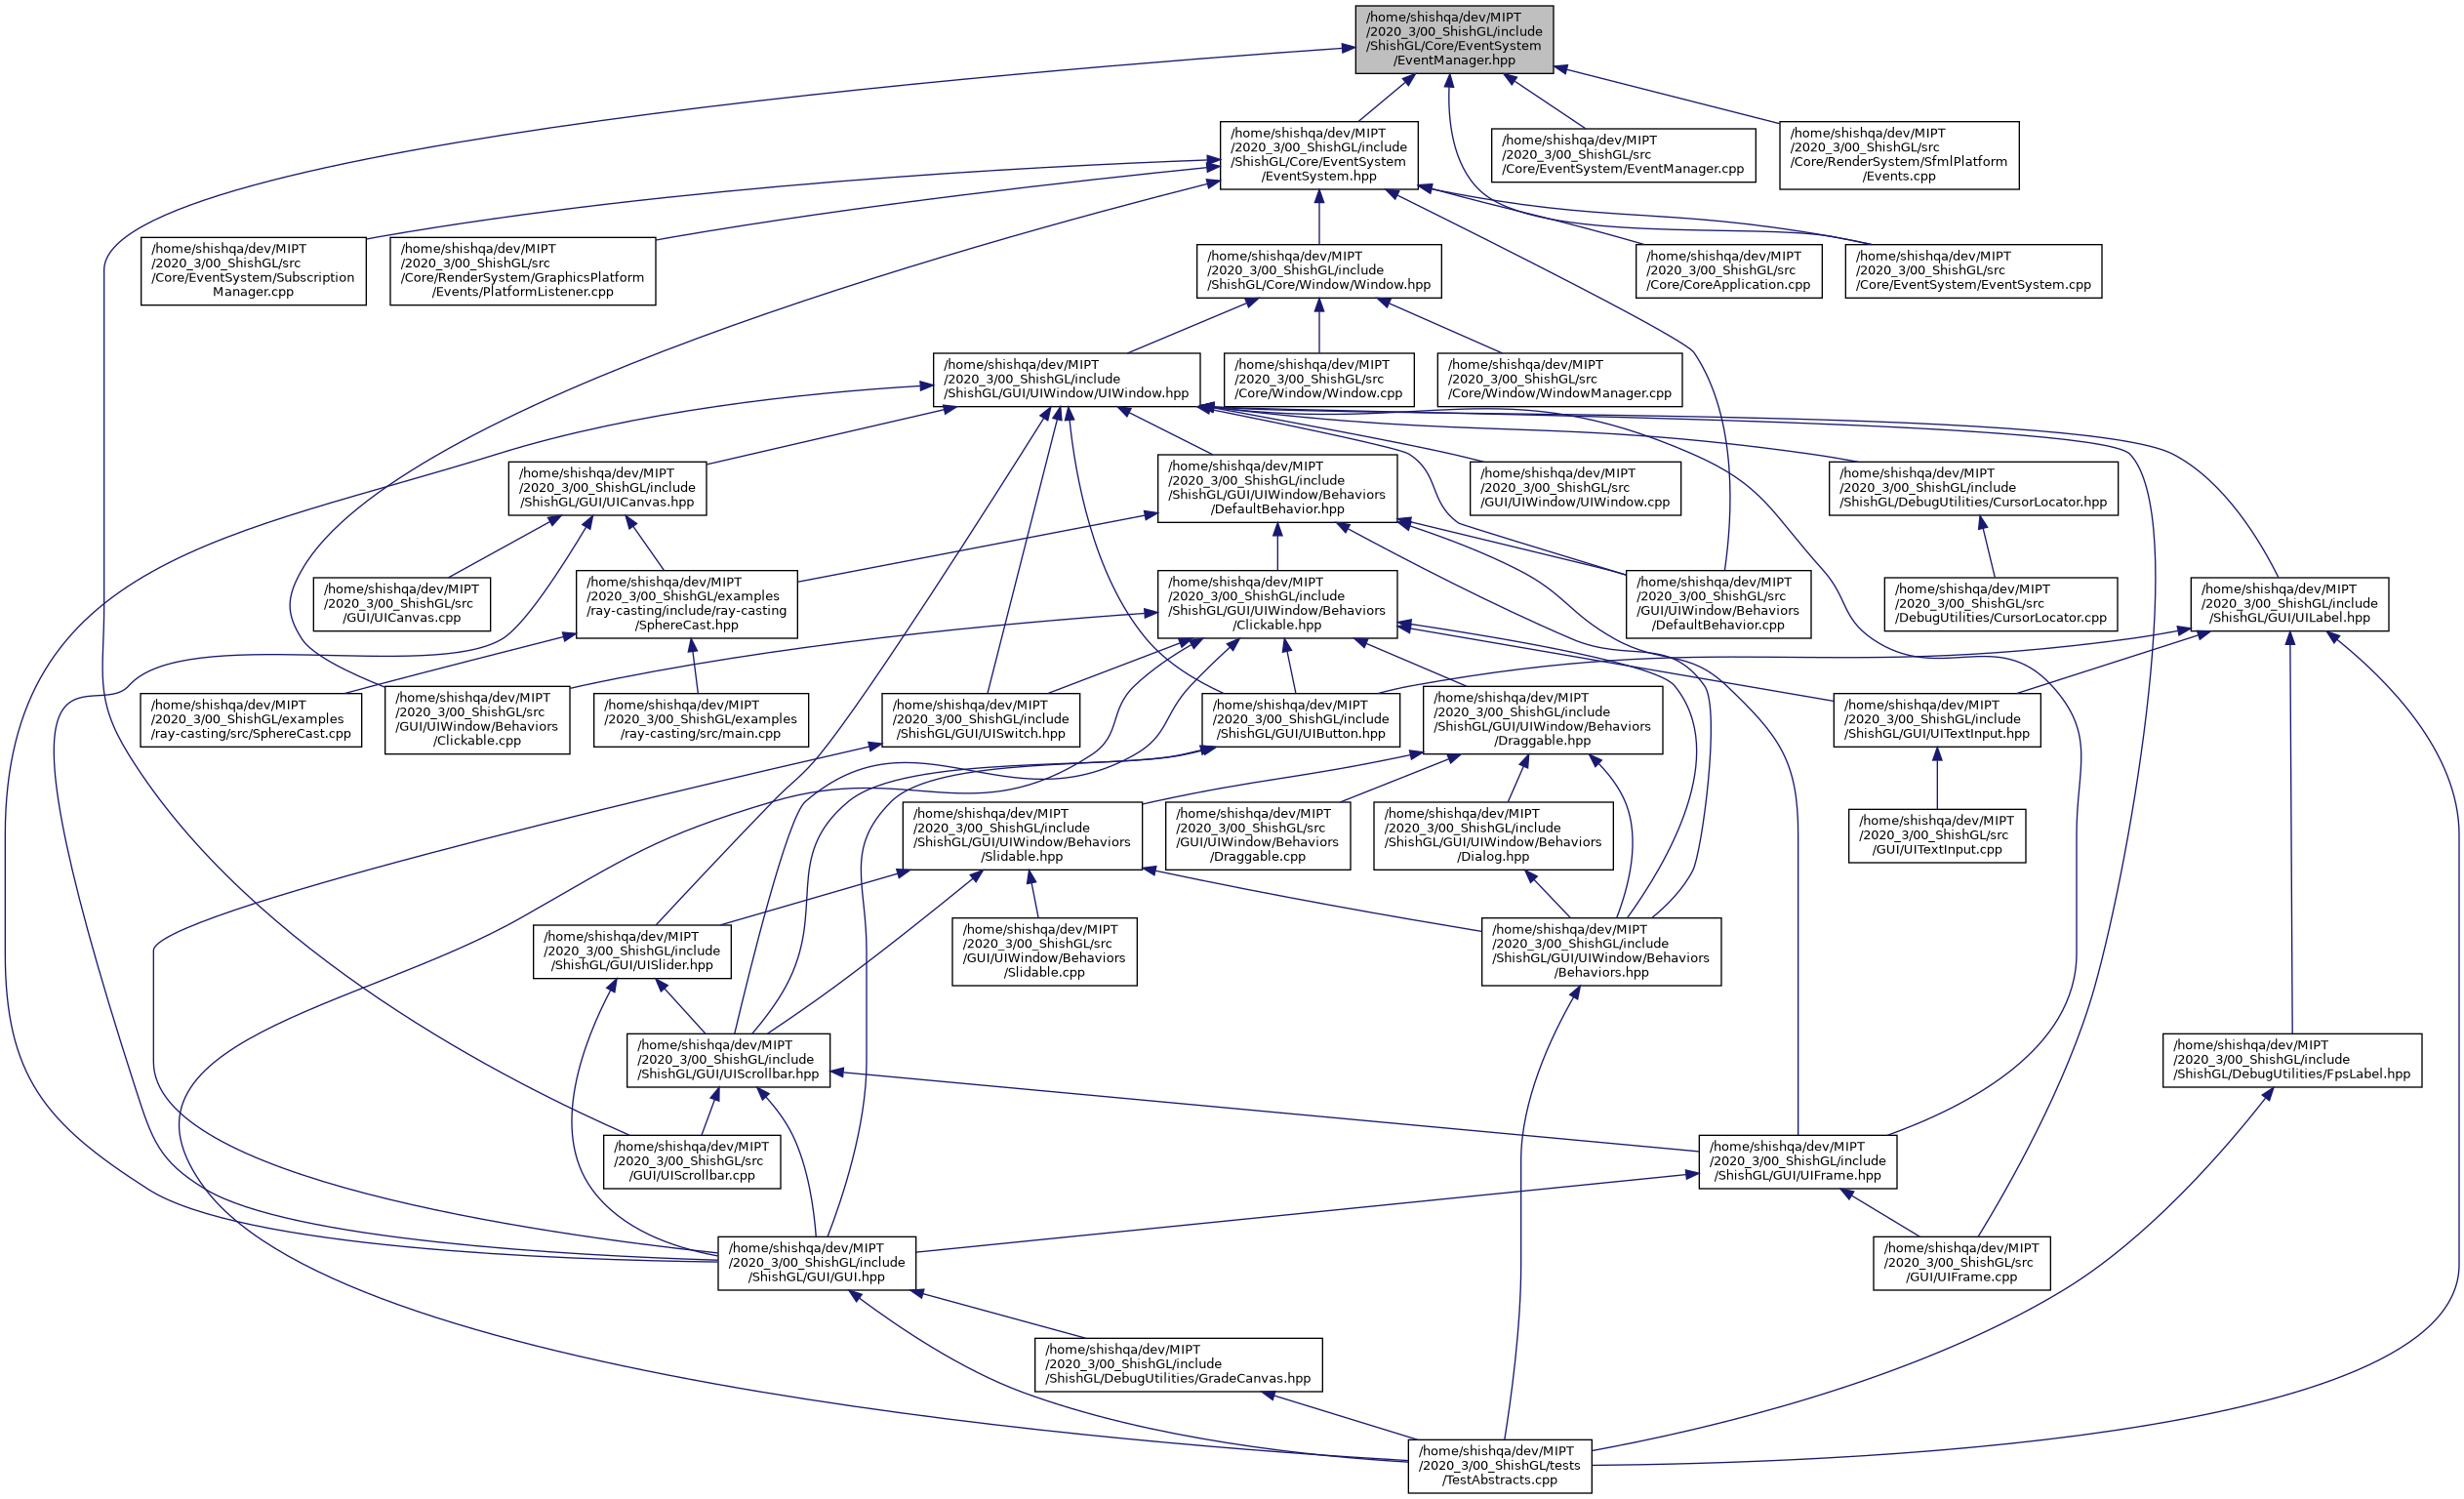 /home/shishqa/dev/MIPT
/2020_3/00_ShishGL/include
/ShishGL/Core/EventSystem
/EventManager.hpp
/home/shishqa/dev/MIPT
/2020_3/00_ShishGL/include
/ShishGL/Core/EventSystem
/EventSystem.hpp
/home/shishqa/dev/MIPT
/2020_3/00_ShishGL/src
/Core/EventSystem/EventManager.cpp
/home/shishqa/dev/MIPT
/2020_3/00_ShishGL/src
/Core/RenderSystem/SfmlPlatform
/Events.cpp
/home/shishqa/dev/MIPT
/2020_3/00_ShishGL/src
/Core/EventSystem/Subscription
Manager.cpp
/home/shishqa/dev/MIPT
/2020_3/00_ShishGL/src
/Core/RenderSystem/GraphicsPlatform
/Events/PlatformListener.cpp
/home/shishqa/dev/MIPT
/2020_3/00_ShishGL/include
/ShishGL/Core/Window/Window.hpp
/home/shishqa/dev/MIPT
/2020_3/00_ShishGL/src
/Core/CoreApplication.cpp
/home/shishqa/dev/MIPT
/2020_3/00_ShishGL/src
/Core/EventSystem/EventSystem.cpp
/home/shishqa/dev/MIPT
/2020_3/00_ShishGL/include
/ShishGL/GUI/UIWindow/UIWindow.hpp
/home/shishqa/dev/MIPT
/2020_3/00_ShishGL/src
/Core/Window/Window.cpp
/home/shishqa/dev/MIPT
/2020_3/00_ShishGL/src
/Core/Window/WindowManager.cpp
/home/shishqa/dev/MIPT
/2020_3/00_ShishGL/include
/ShishGL/GUI/UICanvas.hpp
/home/shishqa/dev/MIPT
/2020_3/00_ShishGL/include
/ShishGL/GUI/UIWindow/Behaviors
/DefaultBehavior.hpp
/home/shishqa/dev/MIPT
/2020_3/00_ShishGL/src
/GUI/UIWindow/UIWindow.cpp
/home/shishqa/dev/MIPT
/2020_3/00_ShishGL/include
/ShishGL/DebugUtilities/CursorLocator.hpp
/home/shishqa/dev/MIPT
/2020_3/00_ShishGL/src
/GUI/UICanvas.cpp
/home/shishqa/dev/MIPT
/2020_3/00_ShishGL/examples
/ray-casting/include/ray-casting
/SphereCast.hpp
/home/shishqa/dev/MIPT
/2020_3/00_ShishGL/include
/ShishGL/GUI/UIWindow/Behaviors
/Clickable.hpp
/home/shishqa/dev/MIPT
/2020_3/00_ShishGL/src
/GUI/UIWindow/Behaviors
/DefaultBehavior.cpp
/home/shishqa/dev/MIPT
/2020_3/00_ShishGL/src
/DebugUtilities/CursorLocator.cpp
/home/shishqa/dev/MIPT
/2020_3/00_ShishGL/include
/ShishGL/GUI/UILabel.hpp
/home/shishqa/dev/MIPT
/2020_3/00_ShishGL/examples
/ray-casting/src/SphereCast.cpp
/home/shishqa/dev/MIPT
/2020_3/00_ShishGL/src
/GUI/UIWindow/Behaviors
/Clickable.cpp
/home/shishqa/dev/MIPT
/2020_3/00_ShishGL/examples
/ray-casting/src/main.cpp
/home/shishqa/dev/MIPT
/2020_3/00_ShishGL/include
/ShishGL/GUI/UISwitch.hpp
/home/shishqa/dev/MIPT
/2020_3/00_ShishGL/include
/ShishGL/GUI/UIButton.hpp
/home/shishqa/dev/MIPT
/2020_3/00_ShishGL/include
/ShishGL/GUI/UIWindow/Behaviors
/Draggable.hpp
/home/shishqa/dev/MIPT
/2020_3/00_ShishGL/include
/ShishGL/GUI/UITextInput.hpp
/home/shishqa/dev/MIPT
/2020_3/00_ShishGL/include
/ShishGL/GUI/UIWindow/Behaviors
/Slidable.hpp
/home/shishqa/dev/MIPT
/2020_3/00_ShishGL/src
/GUI/UIWindow/Behaviors
/Draggable.cpp
/home/shishqa/dev/MIPT
/2020_3/00_ShishGL/include
/ShishGL/GUI/UIWindow/Behaviors
/Dialog.hpp
/home/shishqa/dev/MIPT
/2020_3/00_ShishGL/src
/GUI/UITextInput.cpp
/home/shishqa/dev/MIPT
/2020_3/00_ShishGL/include
/ShishGL/GUI/UISlider.hpp
/home/shishqa/dev/MIPT
/2020_3/00_ShishGL/src
/GUI/UIWindow/Behaviors
/Slidable.cpp
/home/shishqa/dev/MIPT
/2020_3/00_ShishGL/include
/ShishGL/GUI/UIWindow/Behaviors
/Behaviors.hpp
/home/shishqa/dev/MIPT
/2020_3/00_ShishGL/include
/ShishGL/GUI/UIScrollbar.hpp
/home/shishqa/dev/MIPT
/2020_3/00_ShishGL/include
/ShishGL/DebugUtilities/FpsLabel.hpp
/home/shishqa/dev/MIPT
/2020_3/00_ShishGL/src
/GUI/UIScrollbar.cpp
/home/shishqa/dev/MIPT
/2020_3/00_ShishGL/include
/ShishGL/GUI/UIFrame.hpp
/home/shishqa/dev/MIPT
/2020_3/00_ShishGL/include
/ShishGL/GUI/GUI.hpp
/home/shishqa/dev/MIPT
/2020_3/00_ShishGL/src
/GUI/UIFrame.cpp
/home/shishqa/dev/MIPT
/2020_3/00_ShishGL/include
/ShishGL/DebugUtilities/GradeCanvas.hpp
/home/shishqa/dev/MIPT
/2020_3/00_ShishGL/tests
/TestAbstracts.cpp